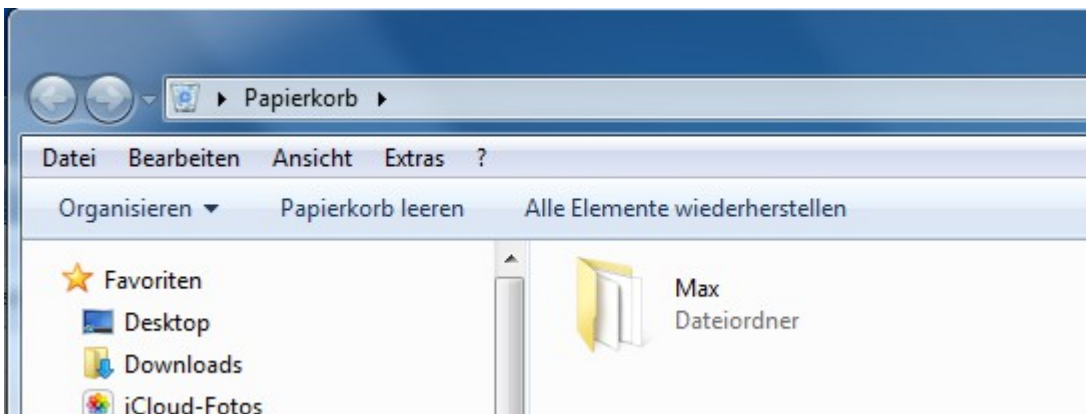 Papierkorb
Datei Bearbeiten Ansicht Extras ?
Organisieren Papierkorb leeren Alle Elemente wiederherstellen
Favoriten
Desktop
Downloads
iCloud-Fotos
Max
Dateiordner